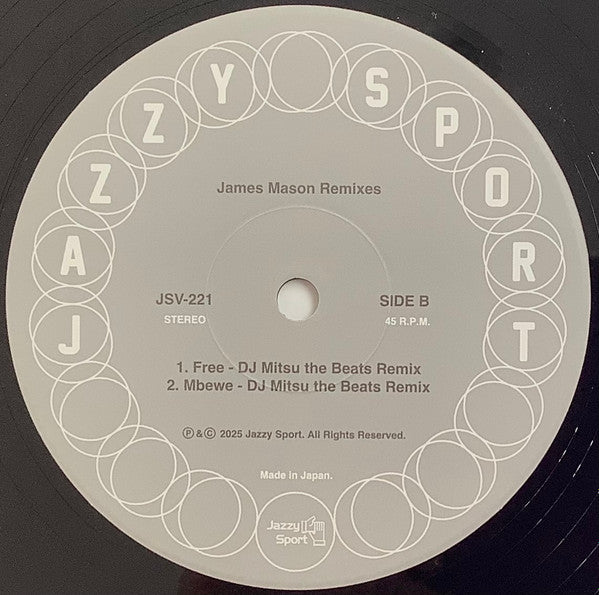 JAZZY SPORT
James Mason Remixes
JSV-221
SIDE B
STEREO
45 R.P.M.
1. Free - DJ Mitsu the Beats Remix
2. Mbewe - DJ Mitsu the Beats Remix
Ⓟ & Ⓒ 2025 Jazzy Sport. All Rights Reserved.
Made in Japan.
Jazzy
Sport